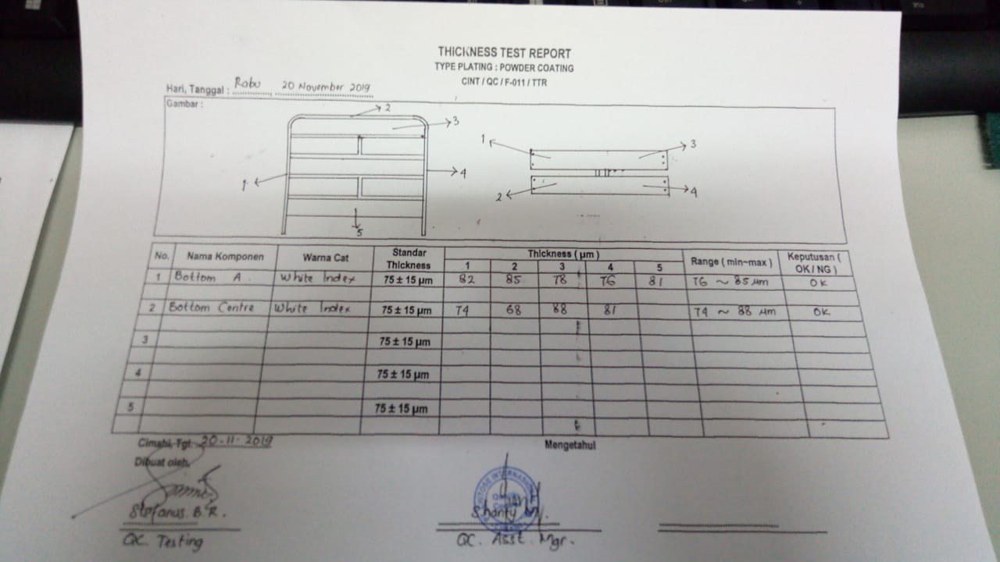 THICKNESS TEST REPORT
TYPE PLATING : POWDER COATING
CINT / QC / F-011 / TTR
Hari, Tanggal : Rabu, 20 November 2019
Gambar :
1 2 3 4 5
1 2 3 4
No. Nama Komponen Warna Cat Standar Thickness Thickness ( µm ) 1 2 3 4 5 Range ( min~max ) Keputusan ( OK / NG )
1 Bottom A. White Index 75 ± 15 µm 82 85 78 76 81 76 ~ 85 µm OK
2 Bottom Centre White Index 75 ± 15 µm 74 68 88 81 74 ~ 88 µm OK
3 75 ± 15 µm
4 75 ± 15 µm
5 75 ± 15 µm
Cimahi, Tgl. 20-11-2019 Mengetahui
Dibuat oleh,
Stefanus B.R. Shanty
QC. Testing QC. Asst. Mgr.